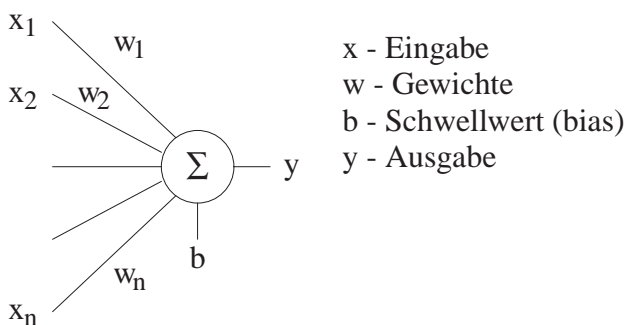 x1
w1
x2
w2
Σ
y
b
wn
xn
x - Eingabe
w - Gewichte
b - Schwellwert (bias)
y - Ausgabe